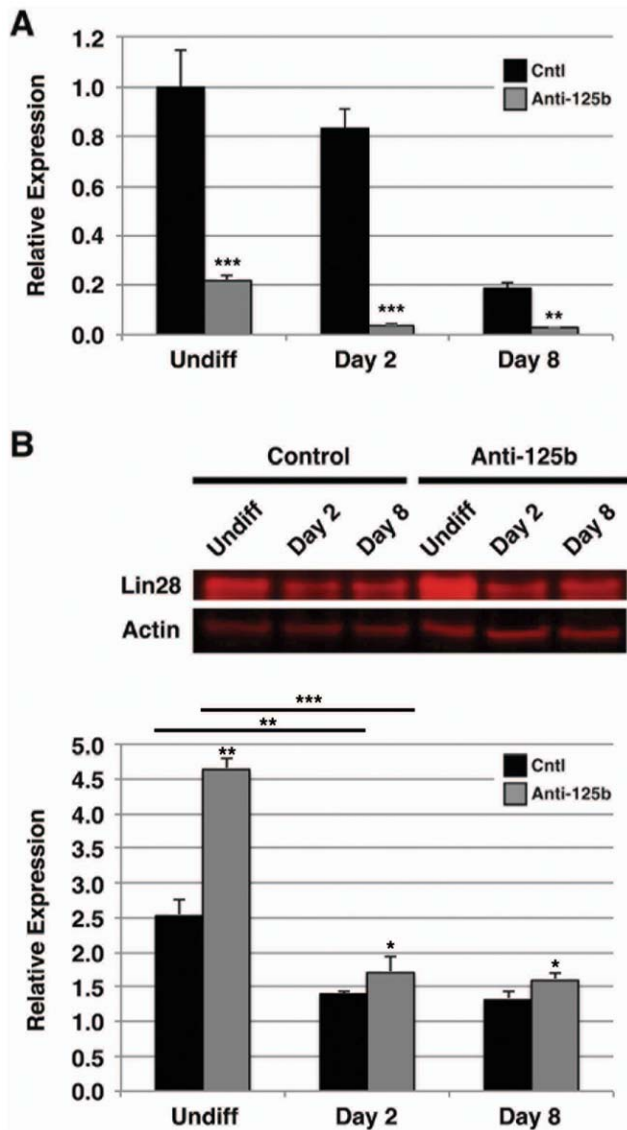 A
Relative Expression
1.2
1.0
0.8
0.6
0.4
0.2
0.0
Cntl
Anti-125b
***
***
**
Undiff Day 2 Day 8
B
Control Anti-125b
Undiff Day 2 Day 8 Undiff Day 2 Day 8
Lin28
Actin
***
**
Relative Expression
5.0
4.5
4.0
3.5
3.0
2.5
2.0
1.5
1.0
0.5
0.0
Cntl
Anti-125b
**
*
*
Undiff Day 2 Day 8